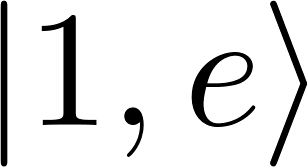 |1, e⟩